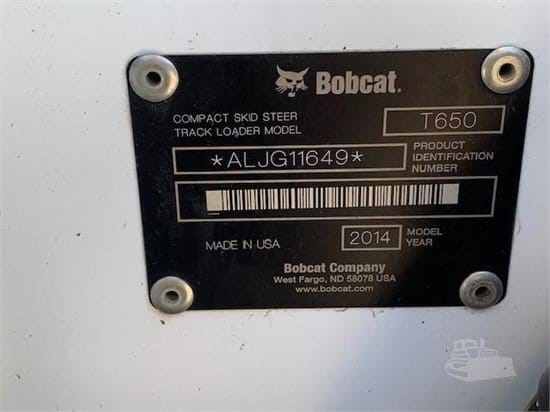 Bobcat.
COMPACT SKID STEER
TRACK LOADER MODEL
T650
*ALJG11649*
PRODUCT
IDENTIFICATION
NUMBER
MADE IN USA
2014
MODEL
YEAR
Bobcat Company
West Fargo, ND 58078 USA
www.bobcat.com